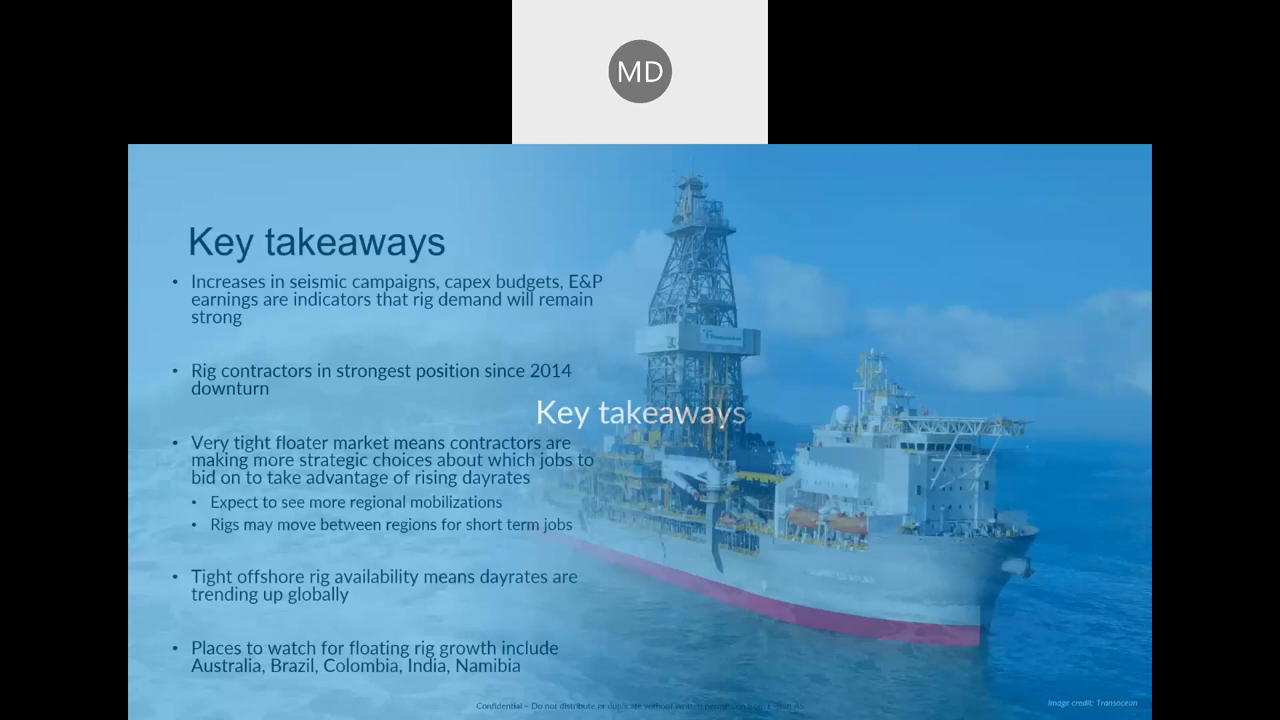 MD
Key takeaways
• Increases in seismic campaigns, capex budgets, E&P
earnings are indicators that rig demand will remain
strong
• Rig contractors in strongest position since 2014
downturn
Key takeaways
• Very tight floater market means contractors are
making more strategic choices about which jobs to
bid on to take advantage of rising dayrates
• Expect to see more regional mobilizations
• Rigs may move between regions for short term jobs
• Tight offshore rig availability means dayrates are
trending up globally
• Places to watch for floating rig growth include
Australia, Brazil, Colombia, India, Namibia
Confidential – Do not distribute or duplicate without written permission from
Image credit: Transocean
Transocean